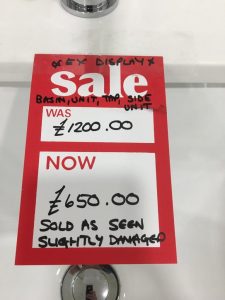 * EX DISPLAY *
sale
BASIN, UNIT, TAP, SIDE
UNIT
WAS
£1200.00
NOW
£650.00
SOLD AS SEEN
SLIGHTLY DAMAGED